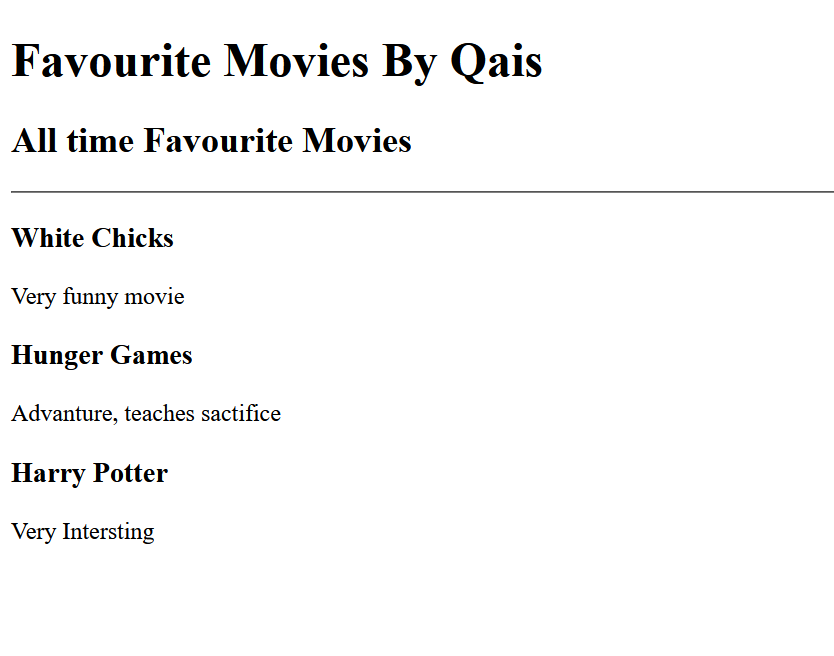 Favourite Movies By Qais
All time Favourite Movies
White Chicks
Very funny movie
Hunger Games
Advanture, teaches sactifice
Harry Potter
Very Intersting